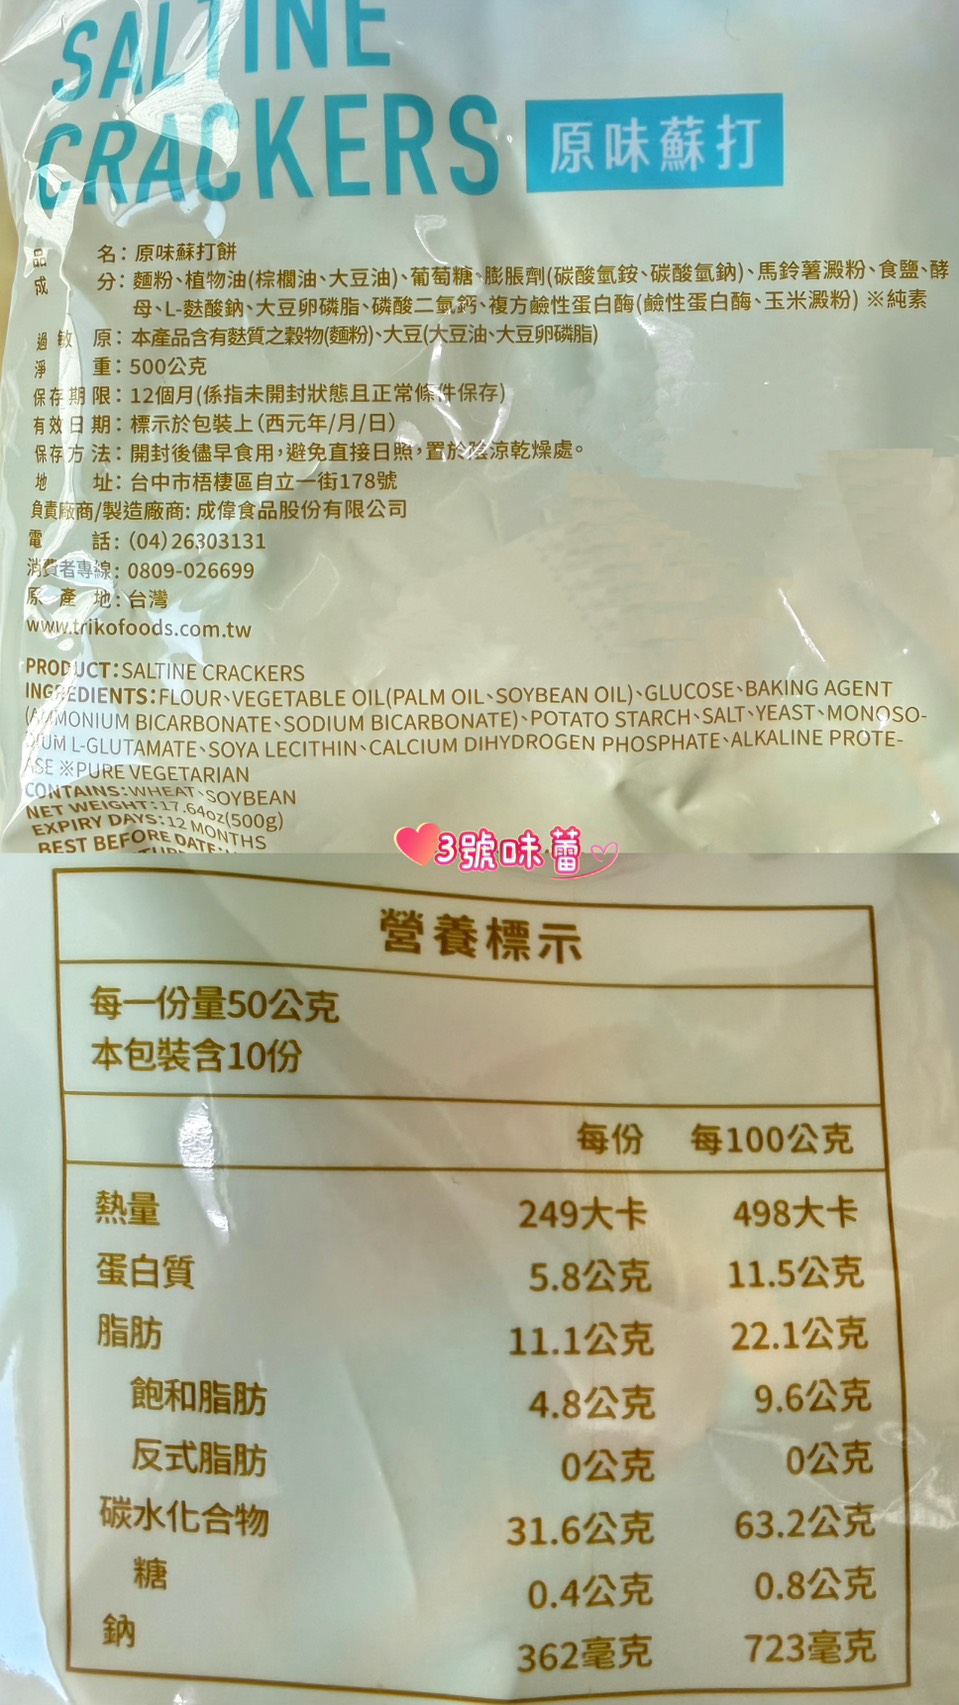 SALTINE
CRACKERS 原味蘇打
品名：原味蘇打餅
成分：麵粉、植物油(棕櫚油、大豆油)、葡萄糖、膨脹劑(碳酸氫銨、碳酸氫鈉)、馬鈴薯澱粉、食鹽、酵
母、L-麩酸鈉、大豆卵磷脂、磷酸二氫鈣、複方鹼性蛋白酶(鹼性蛋白酶、玉米澱粉) ※純素
過敏原：本產品含有麩質之穀物(麵粉)、大豆(大豆油、大豆卵磷脂)
淨重：500公克
保存期限：12個月(係指未開封狀態且正常條件保存)
有效日期：標示於包裝上(西元年/月/日)
保存方法：開封後儘早食用，避免直接日照，置於陰涼乾燥處。
地址：台中市梧棲區自立一街178號
負責廠商/製造廠商: 成偉食品股份有限公司
電話：(04)26303131
消費者專線：0809-026699
原產地：台灣
www.trikofoods.com.tw
PRODUCT：SALTINE CRACKERS
INGREDIENTS：FLOUR、VEGETABLE OIL(PALM OIL、SOYBEAN OIL)、GLUCOSE、BAKING AGENT
(AMMONIUM BICARBONATE、SODIUM BICARBONATE)、POTATO STARCH、SALT、YEAST、MONOSO-
DIUM L-GLUTAMATE、SOYA LECITHIN、CALCIUM DIHYDROGEN PHOSPHATE、ALKALINE PROTE-
ASE ※PURE VEGETARIAN
CONTAINS：WHEAT、SOYBEAN
NET WEIGHT：17.64oz(500g)
EXPIRY DAYS：12 MONTHS
BEST BEFORE DATE：
3號味蕾
營養標示
每一份量50公克
本包裝含10份
每份 每100公克
熱量 249大卡 498大卡
蛋白質 5.8公克 11.5公克
脂肪 11.1公克 22.1公克
飽和脂肪 4.8公克 9.6公克
反式脂肪 0公克 0公克
碳水化合物 31.6公克 63.2公克
糖 0.4公克 0.8公克
鈉 362毫克 723毫克